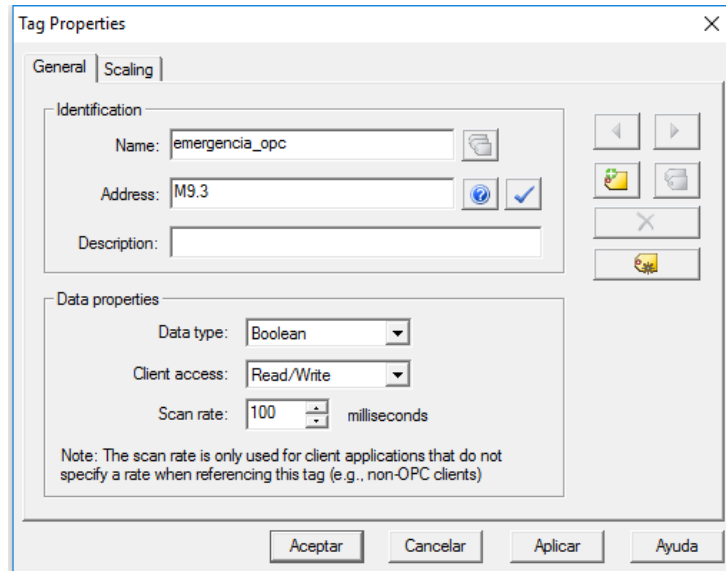 Tag Properties
General
Scaling
Identification
Name: emergencia_opc
Address: M9.3
Description:
Data properties
Data type: Boolean
Client access: Read/Write
Scan rate: 100 milliseconds
Note: The scan rate is only used for client applications that do not
specify a rate when referencing this tag (e.g., non-OPC clients)
Aceptar
Cancelar
Aplicar
Ayuda